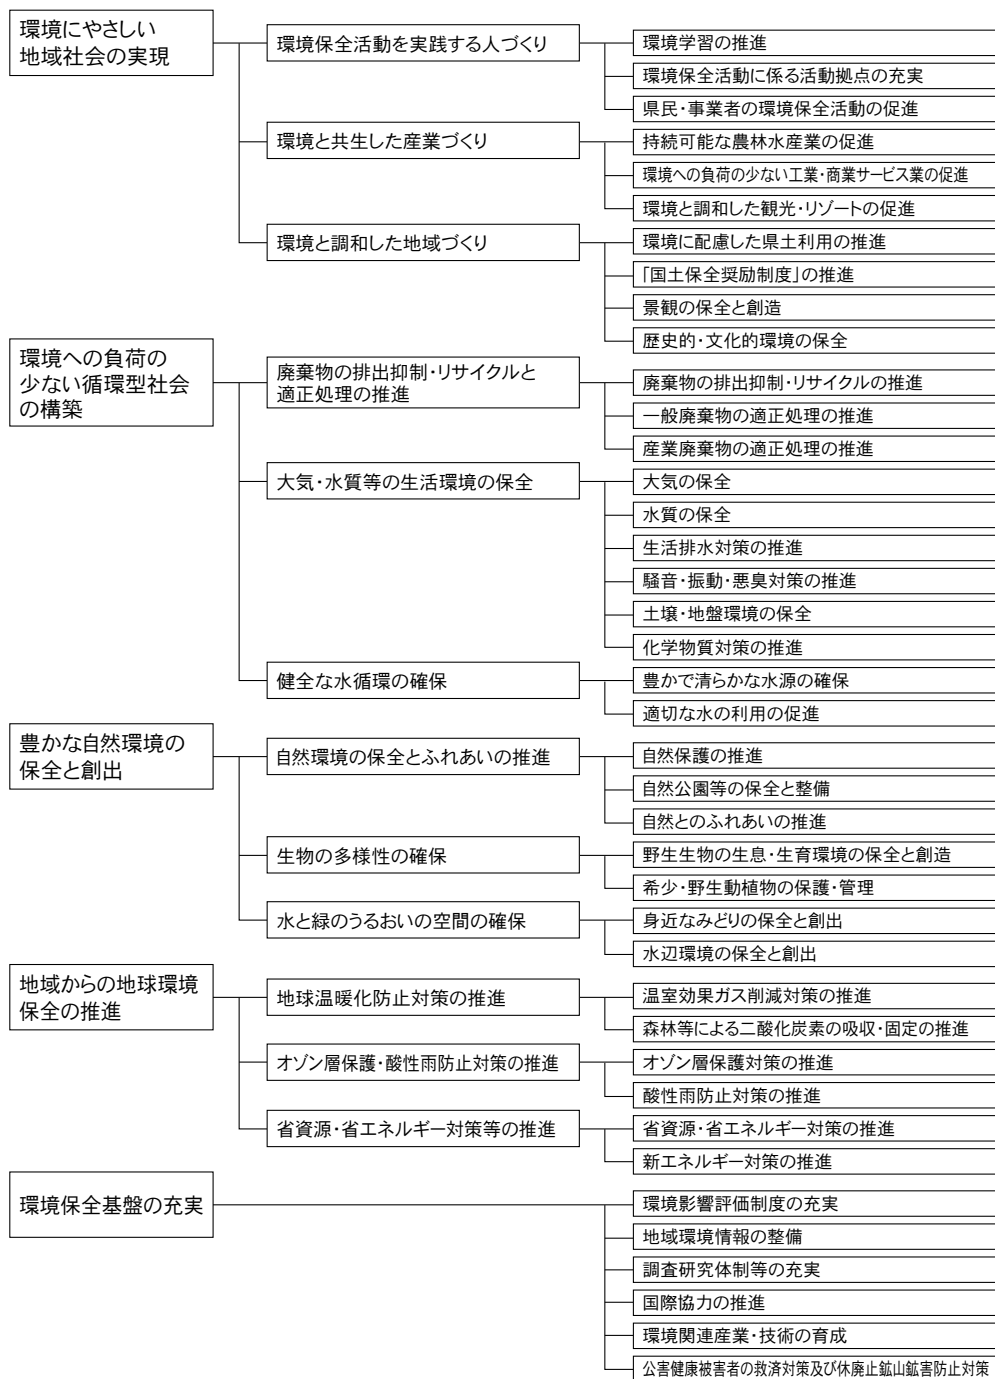 環境にやさしい
地域社会の実現
環境保全活動を実践する人づくり
環境学習の推進
環境保全活動に係る活動拠点の充実
県民・事業者の環境保全活動の促進
環境と共生した産業づくり
持続可能な農林水産業の促進
環境への負荷の少ない工業・商業サービス業の促進
環境と調和した観光・リゾートの促進
環境と調和した地域づくり
環境に配慮した県土利用の推進
「国土保全奨励制度」の推進
景観の保全と創造
歴史的・文化的環境の保全
環境への負荷の
少ない循環型社会
の構築
廃棄物の排出抑制・リサイクルと
適正処理の推進
廃棄物の排出抑制・リサイクルの推進
一般廃棄物の適正処理の推進
産業廃棄物の適正処理の推進
大気・水質等の生活環境の保全
大気の保全
水質の保全
生活排水対策の推進
騒音・振動・悪臭対策の推進
土壌・地盤環境の保全
化学物質対策の推進
健全な水循環の確保
豊かで清らかな水源の確保
適切な水の利用の促進
豊かな自然環境の
保全と創出
自然環境の保全とふれあいの推進
自然保護の推進
自然公園等の保全と整備
自然とのふれあいの推進
生物の多様性の確保
野生生物の生息・生育環境の保全と創造
希少・野生動植物の保護・管理
水と緑のうるおいの空間の確保
身近なみどりの保全と創出
水辺環境の保全と創出
地域からの地球環境
保全の推進
地球温暖化防止対策の推進
温室効果ガス削減対策の推進
森林等による二酸化炭素の吸収・固定の推進
オゾン層保護・酸性雨防止対策の推進
オゾン層保護対策の推進
酸性雨防止対策の推進
省資源・省エネルギー対策等の推進
省資源・省エネルギー対策の推進
新エネルギー対策の推進
環境保全基盤の充実
環境影響評価制度の充実
地域環境情報の整備
調査研究体制等の充実
国際協力の推進
環境関連産業・技術の育成
公害健康被害者の救済対策及び休廃止鉱山鉱害防止対策